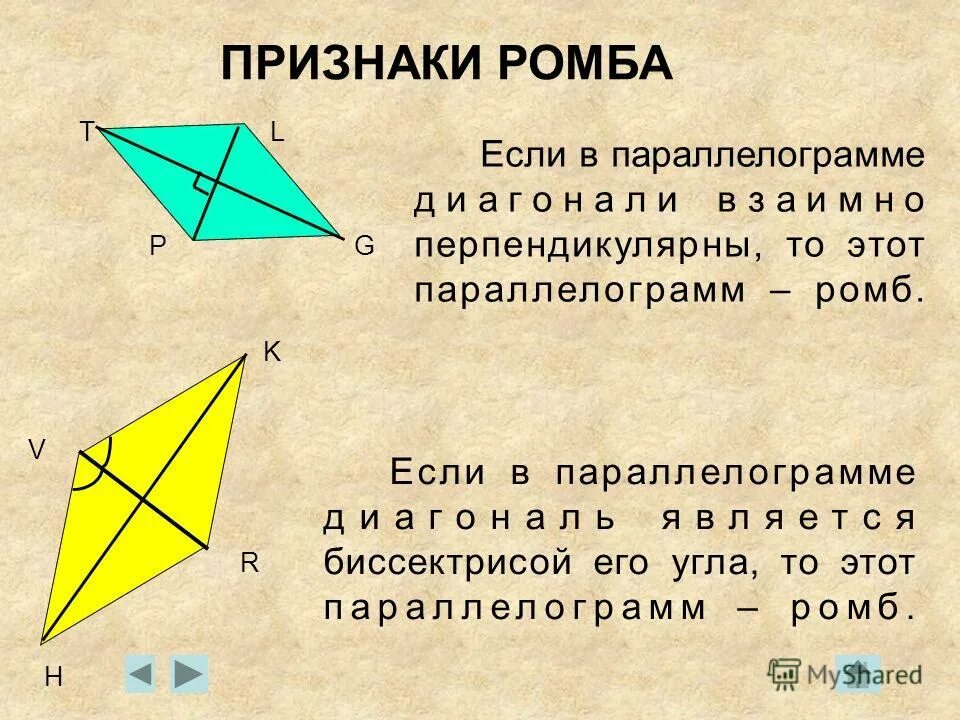 ПРИЗНАКИ РОМБА
T
L
P
G
Если в параллелограмме
диагонали взаимно
перпендикулярны, то этот
параллелограмм – ромб.
K
V
R
H
Если в параллелограмме
диагональ является
биссектрисой его угла, то этот
параллелограмм – ромб.
MyShared